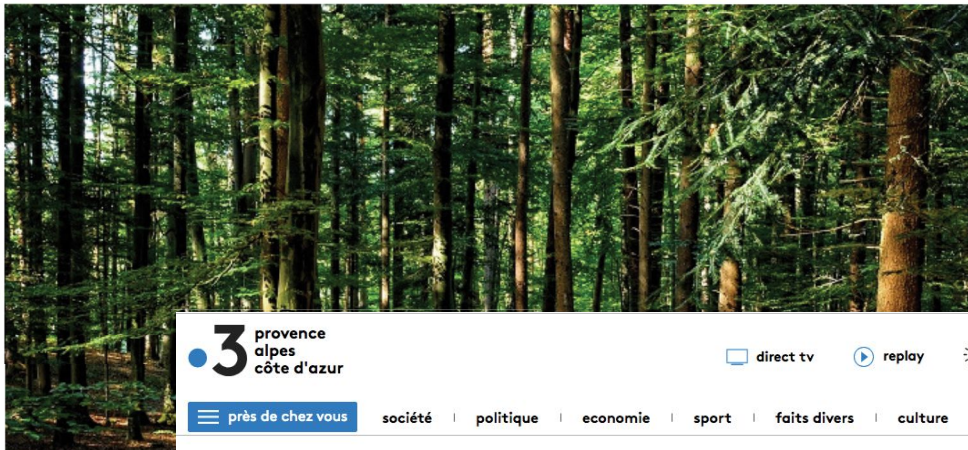 3 provence
alpes
côte d'azur
direct tv
replay
près de chez vous
société
politique
economie
sport
faits divers
culture